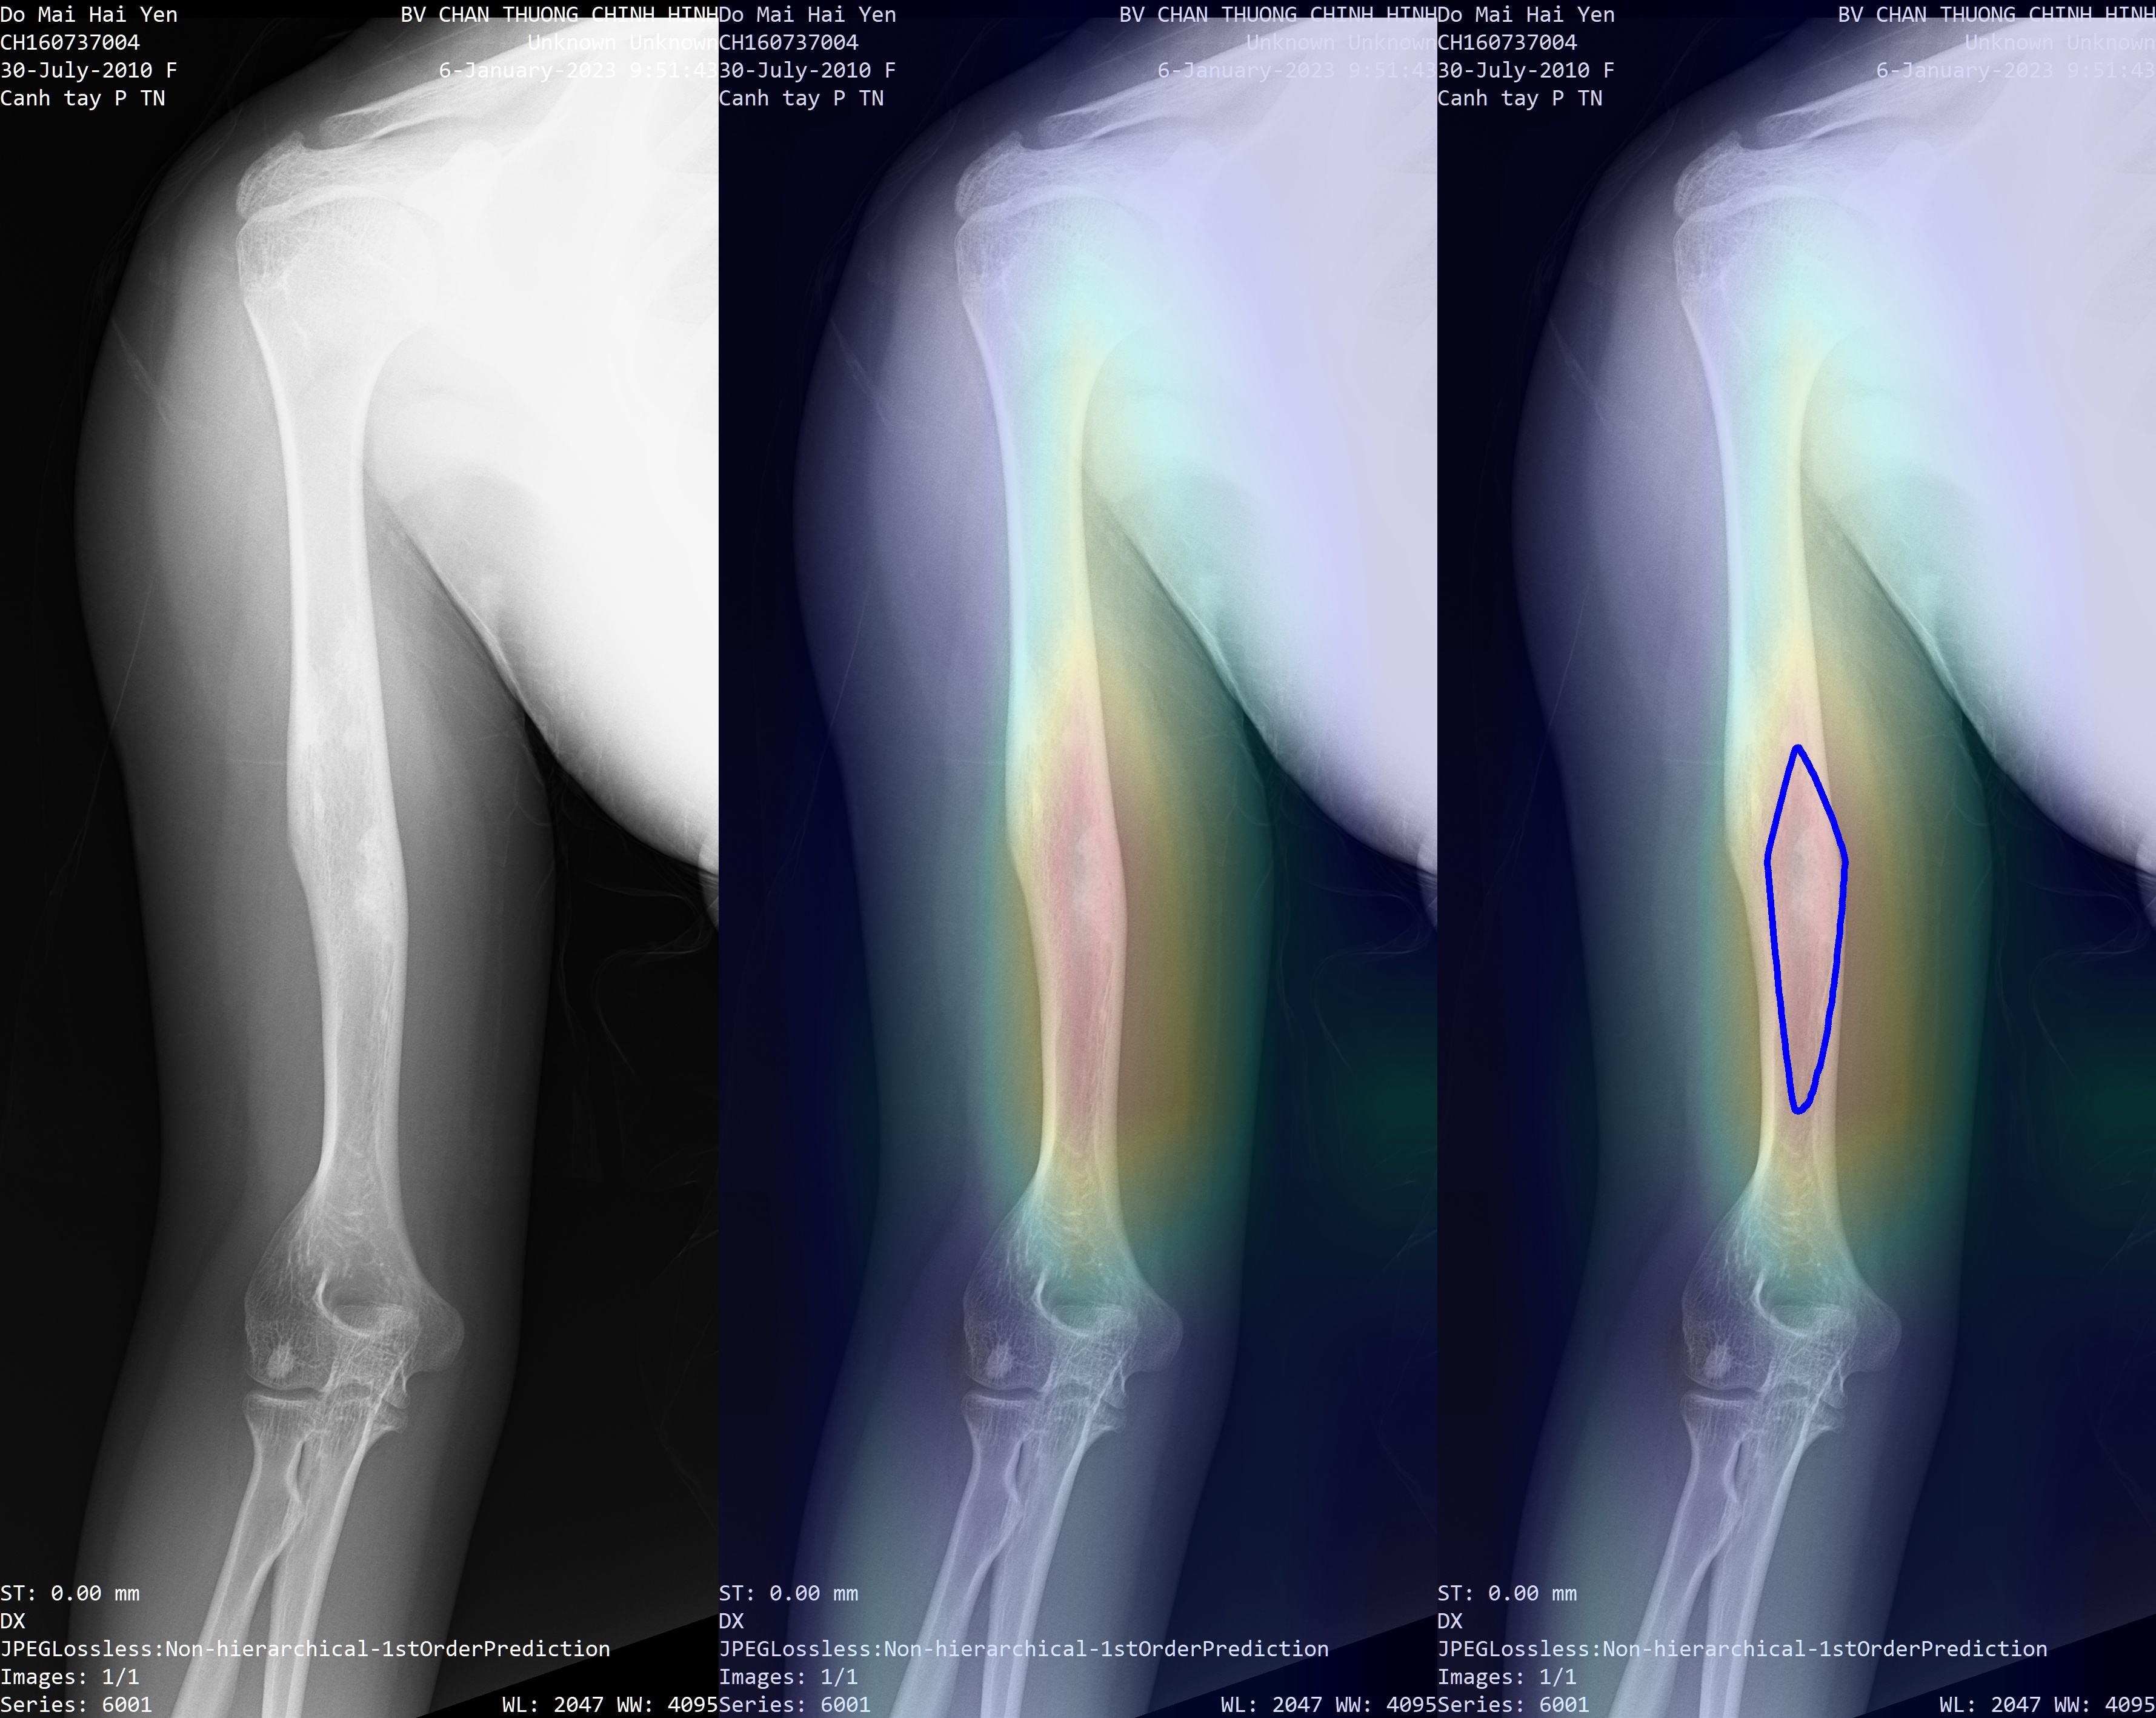 Do Mai Hai Yen
CH160737004
30-July-2010 F
Canh tay P TN
BV CHAN THUONG CHINH HINH
Unknown Unknown
6-January-2023 9:51:43
ST: 0.00 mm
DX
JPEGLossless:Non-hierarchical-1stOrderPrediction
Images: 1/1
Series: 6001
WL: 2047 WW: 4095
Do Mai Hai Yen
CH160737004
30-July-2010 F
Canh tay P TN
BV CHAN THUONG CHINH HINH
Unknown Unknown
6-January-2023 9:51:43
ST: 0.00 mm
DX
JPEGLossless:Non-hierarchical-1stOrderPrediction
Images: 1/1
Series: 6001
WL: 2047 WW: 4095
Do Mai Hai Yen
CH160737004
30-July-2010 F
Canh tay P TN
BV CHAN THUONG CHINH HINH
Unknown Unknown
6-January-2023 9:51:43
ST: 0.00 mm
DX
JPEGLossless:Non-hierarchical-1stOrderPrediction
Images: 1/1
Series: 6001
WL: 2047 WW: 4095